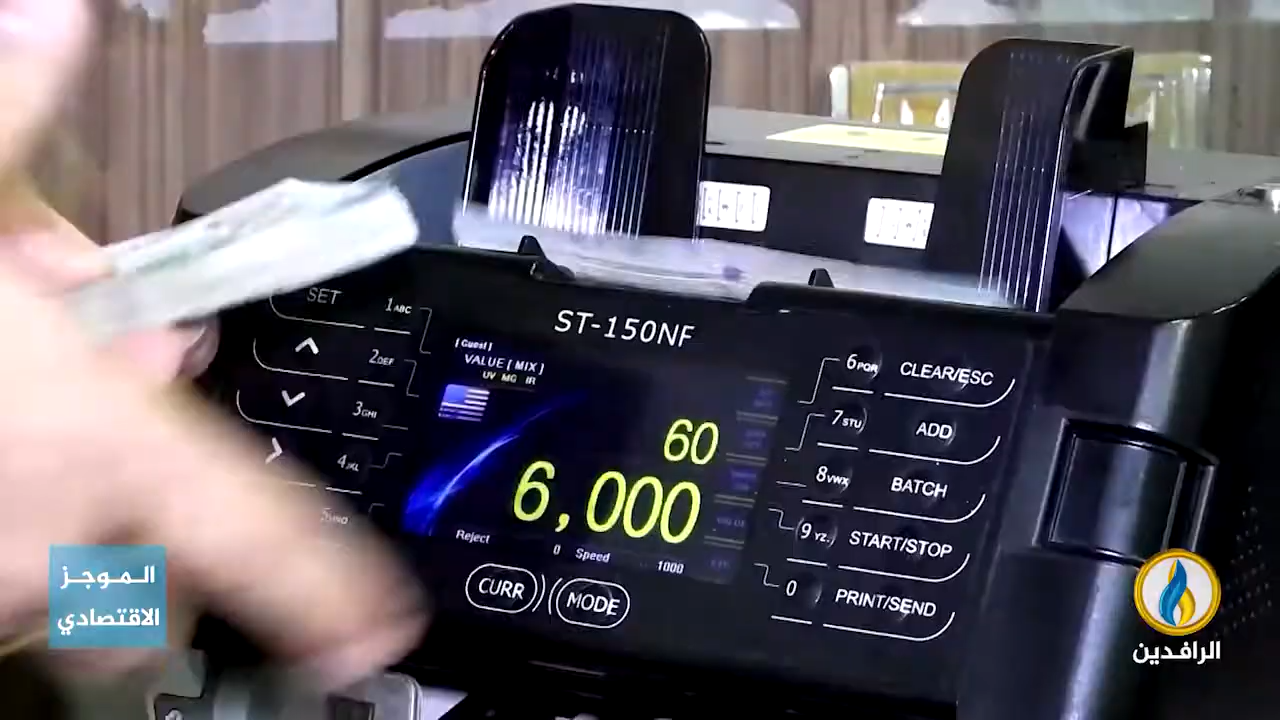 ST-150NF
SET
1ABC
2DEF
3GHI
4JKL
[ Guest ]
VALUE [ MIX ]
UV MG IR
60
6,000
Reject 0 Speed 1000
CURR
MODE
6PQR
CLEAR/ESC
7STU
ADD
8VWX
BATCH
9YZ.
START/STOP
0
PRINT/SEND
الموجز
الاقتصادي
الرافدين